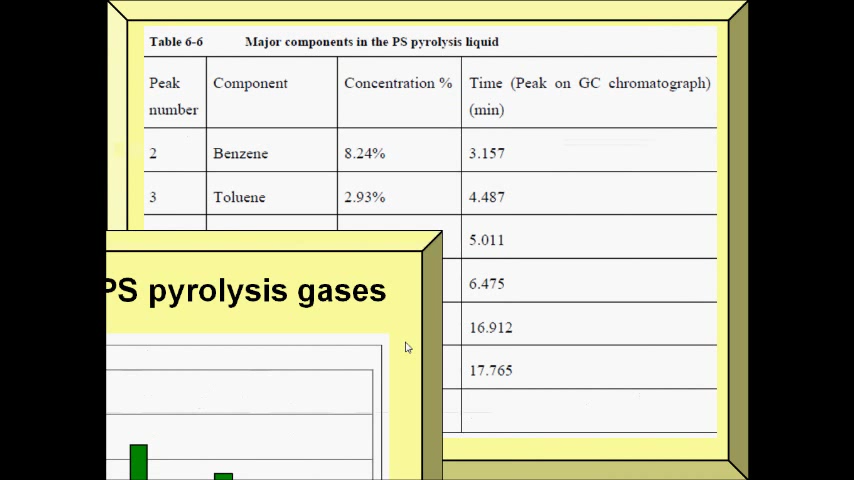 Table 6-6 Major components in the PS pyrolysis liquid
Peak number Component Concentration % Time (Peak on GC chromatograph) (min)
2 Benzene 8.24% 3.157
3 Toluene 2.93% 4.487
5.011
6.475
16.912
17.765
PS pyrolysis gases